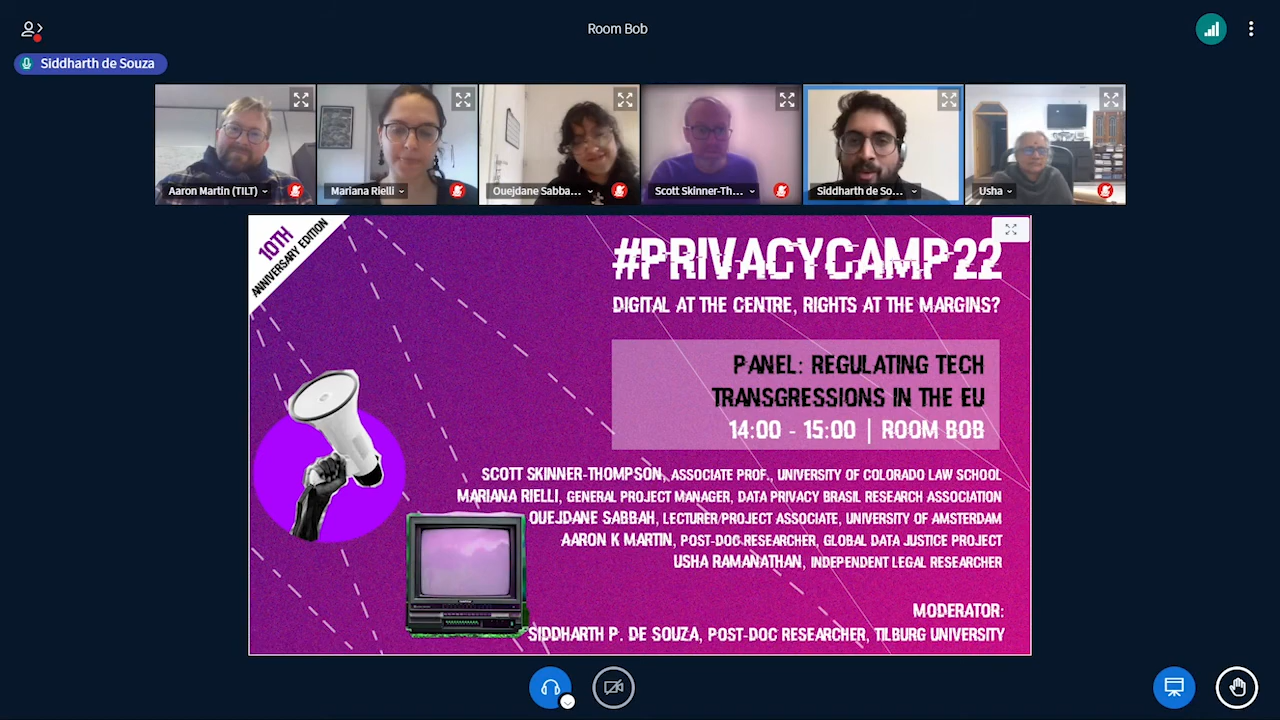 Room Bob
Siddharth de Souza
Aaron Martin (TILT)
Mariana Rielli
Ouejdane Sabba...
Scott Skinner-Th...
Siddharth de So...
Usha
10TH
ANNIVERSARY EDITION
#PRIVACYCAMP22
DIGITAL AT THE CENTRE, RIGHTS AT THE MARGINS?
PANEL: REGULATING TECH
TRANSGRESSIONS IN THE EU
14:00 - 15:00 | ROOM BOB
SCOTT SKINNER-THOMPSON, ASSOCIATE PROF., UNIVERSITY OF COLORADO LAW SCHOOL
MARIANA RIELLI, GENERAL PROJECT MANAGER, DATA PRIVACY BRASIL RESEARCH ASSOCIATION
OUEJDANE SABBAH, LECTURER/PROJECT ASSOCIATE, UNIVERSITY OF AMSTERDAM
AARON K MARTIN, POST-DOC RESEARCHER, GLOBAL DATA JUSTICE PROJECT
USHA RAMANATHAN, INDEPENDENT LEGAL RESEARCHER
MODERATOR:
SIDDHARTH P. DE SOUZA, POST-DOC RESEARCHER, TILBURG UNIVERSITY